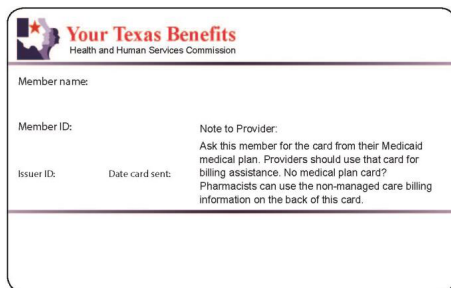 Your Texas Benefits
Health and Human Services Commission
Member name:
Member ID:
Note to Provider:
Ask this member for the card from their Medicaid
medical plan. Providers should use that card for
billing assistance. No medical plan card?
Pharmacists can use the non-managed care billing
information on the back of this card.
Issuer ID:
Date card sent: